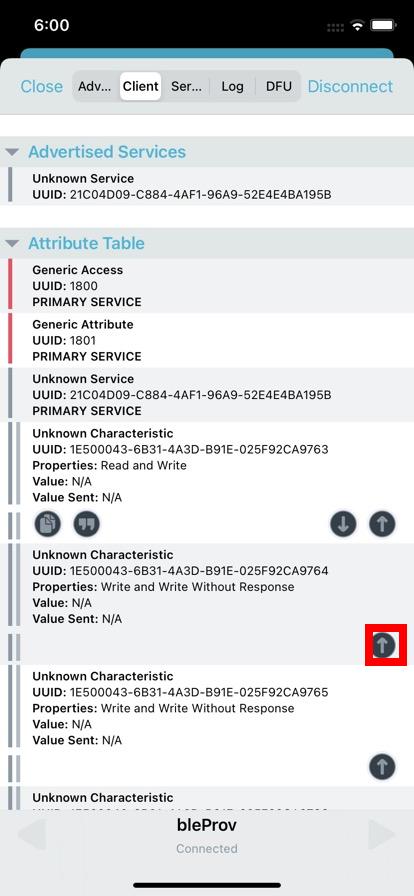 6:00
Close Adv... Client Ser... Log DFU Disconnect
Advertised Services
Unknown Service
UUID: 21C04D09-C884-4AF1-96A9-52E4E4BA195B
Attribute Table
Generic Access
UUID: 1800
PRIMARY SERVICE
Generic Attribute
UUID: 1801
PRIMARY SERVICE
Unknown Service
UUID: 21C04D09-C884-4AF1-96A9-52E4E4BA195B
PRIMARY SERVICE
Unknown Characteristic
UUID: 1E500043-6B31-4A3D-B91E-025F92CA9763
Properties: Read and Write
Value: N/A
Value Sent: N/A
Unknown Characteristic
UUID: 1E500043-6B31-4A3D-B91E-025F92CA9764
Properties: Write and Write Without Response
Value: N/A
Value Sent: N/A
Unknown Characteristic
UUID: 1E500043-6B31-4A3D-B91E-025F92CA9765
Properties: Write and Write Without Response
Value: N/A
Value Sent: N/A
Unknown Characteristic
bleProv
Connected